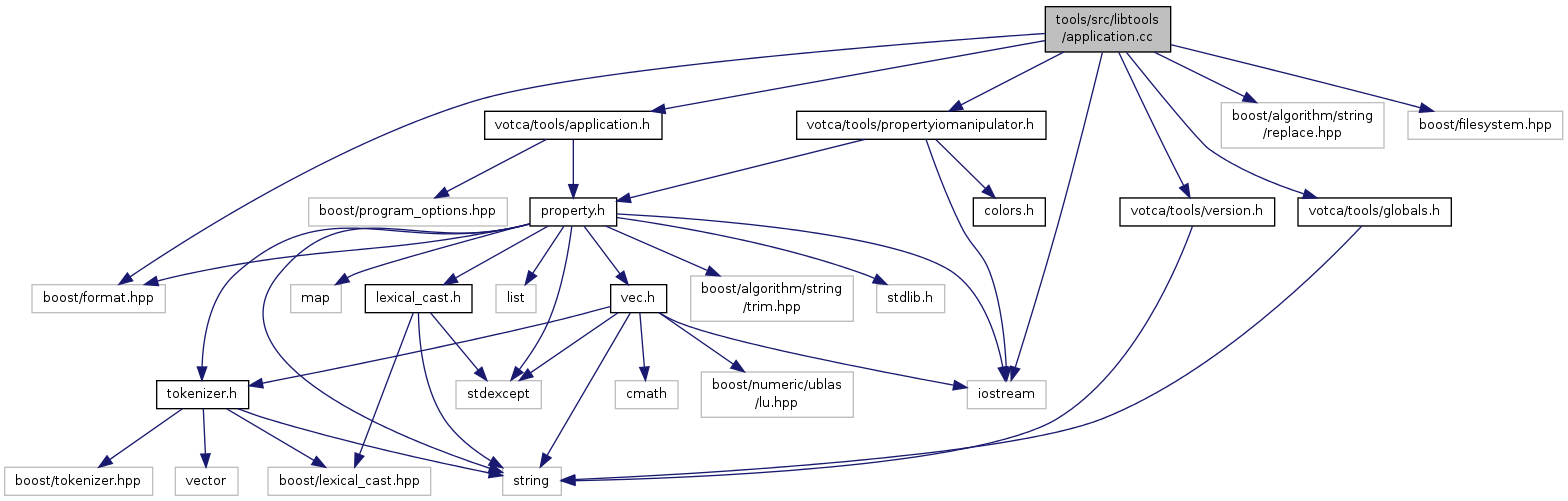 tools/src/libtools
/application.cc
votca/tools/application.h
votca/tools/propertyiomanipulator.h
boost/algorithm/string
/replace.hpp
boost/filesystem.hpp
boost/program_options.hpp
property.h
colors.h
votca/tools/version.h
votca/tools/globals.h
boost/format.hpp
map
lexical_cast.h
list
vec.h
boost/algorithm/string
/trim.hpp
stdlib.h
tokenizer.h
stdexcept
cmath
boost/numeric/ublas
/lu.hpp
iostream
boost/tokenizer.hpp
vector
boost/lexical_cast.hpp
string